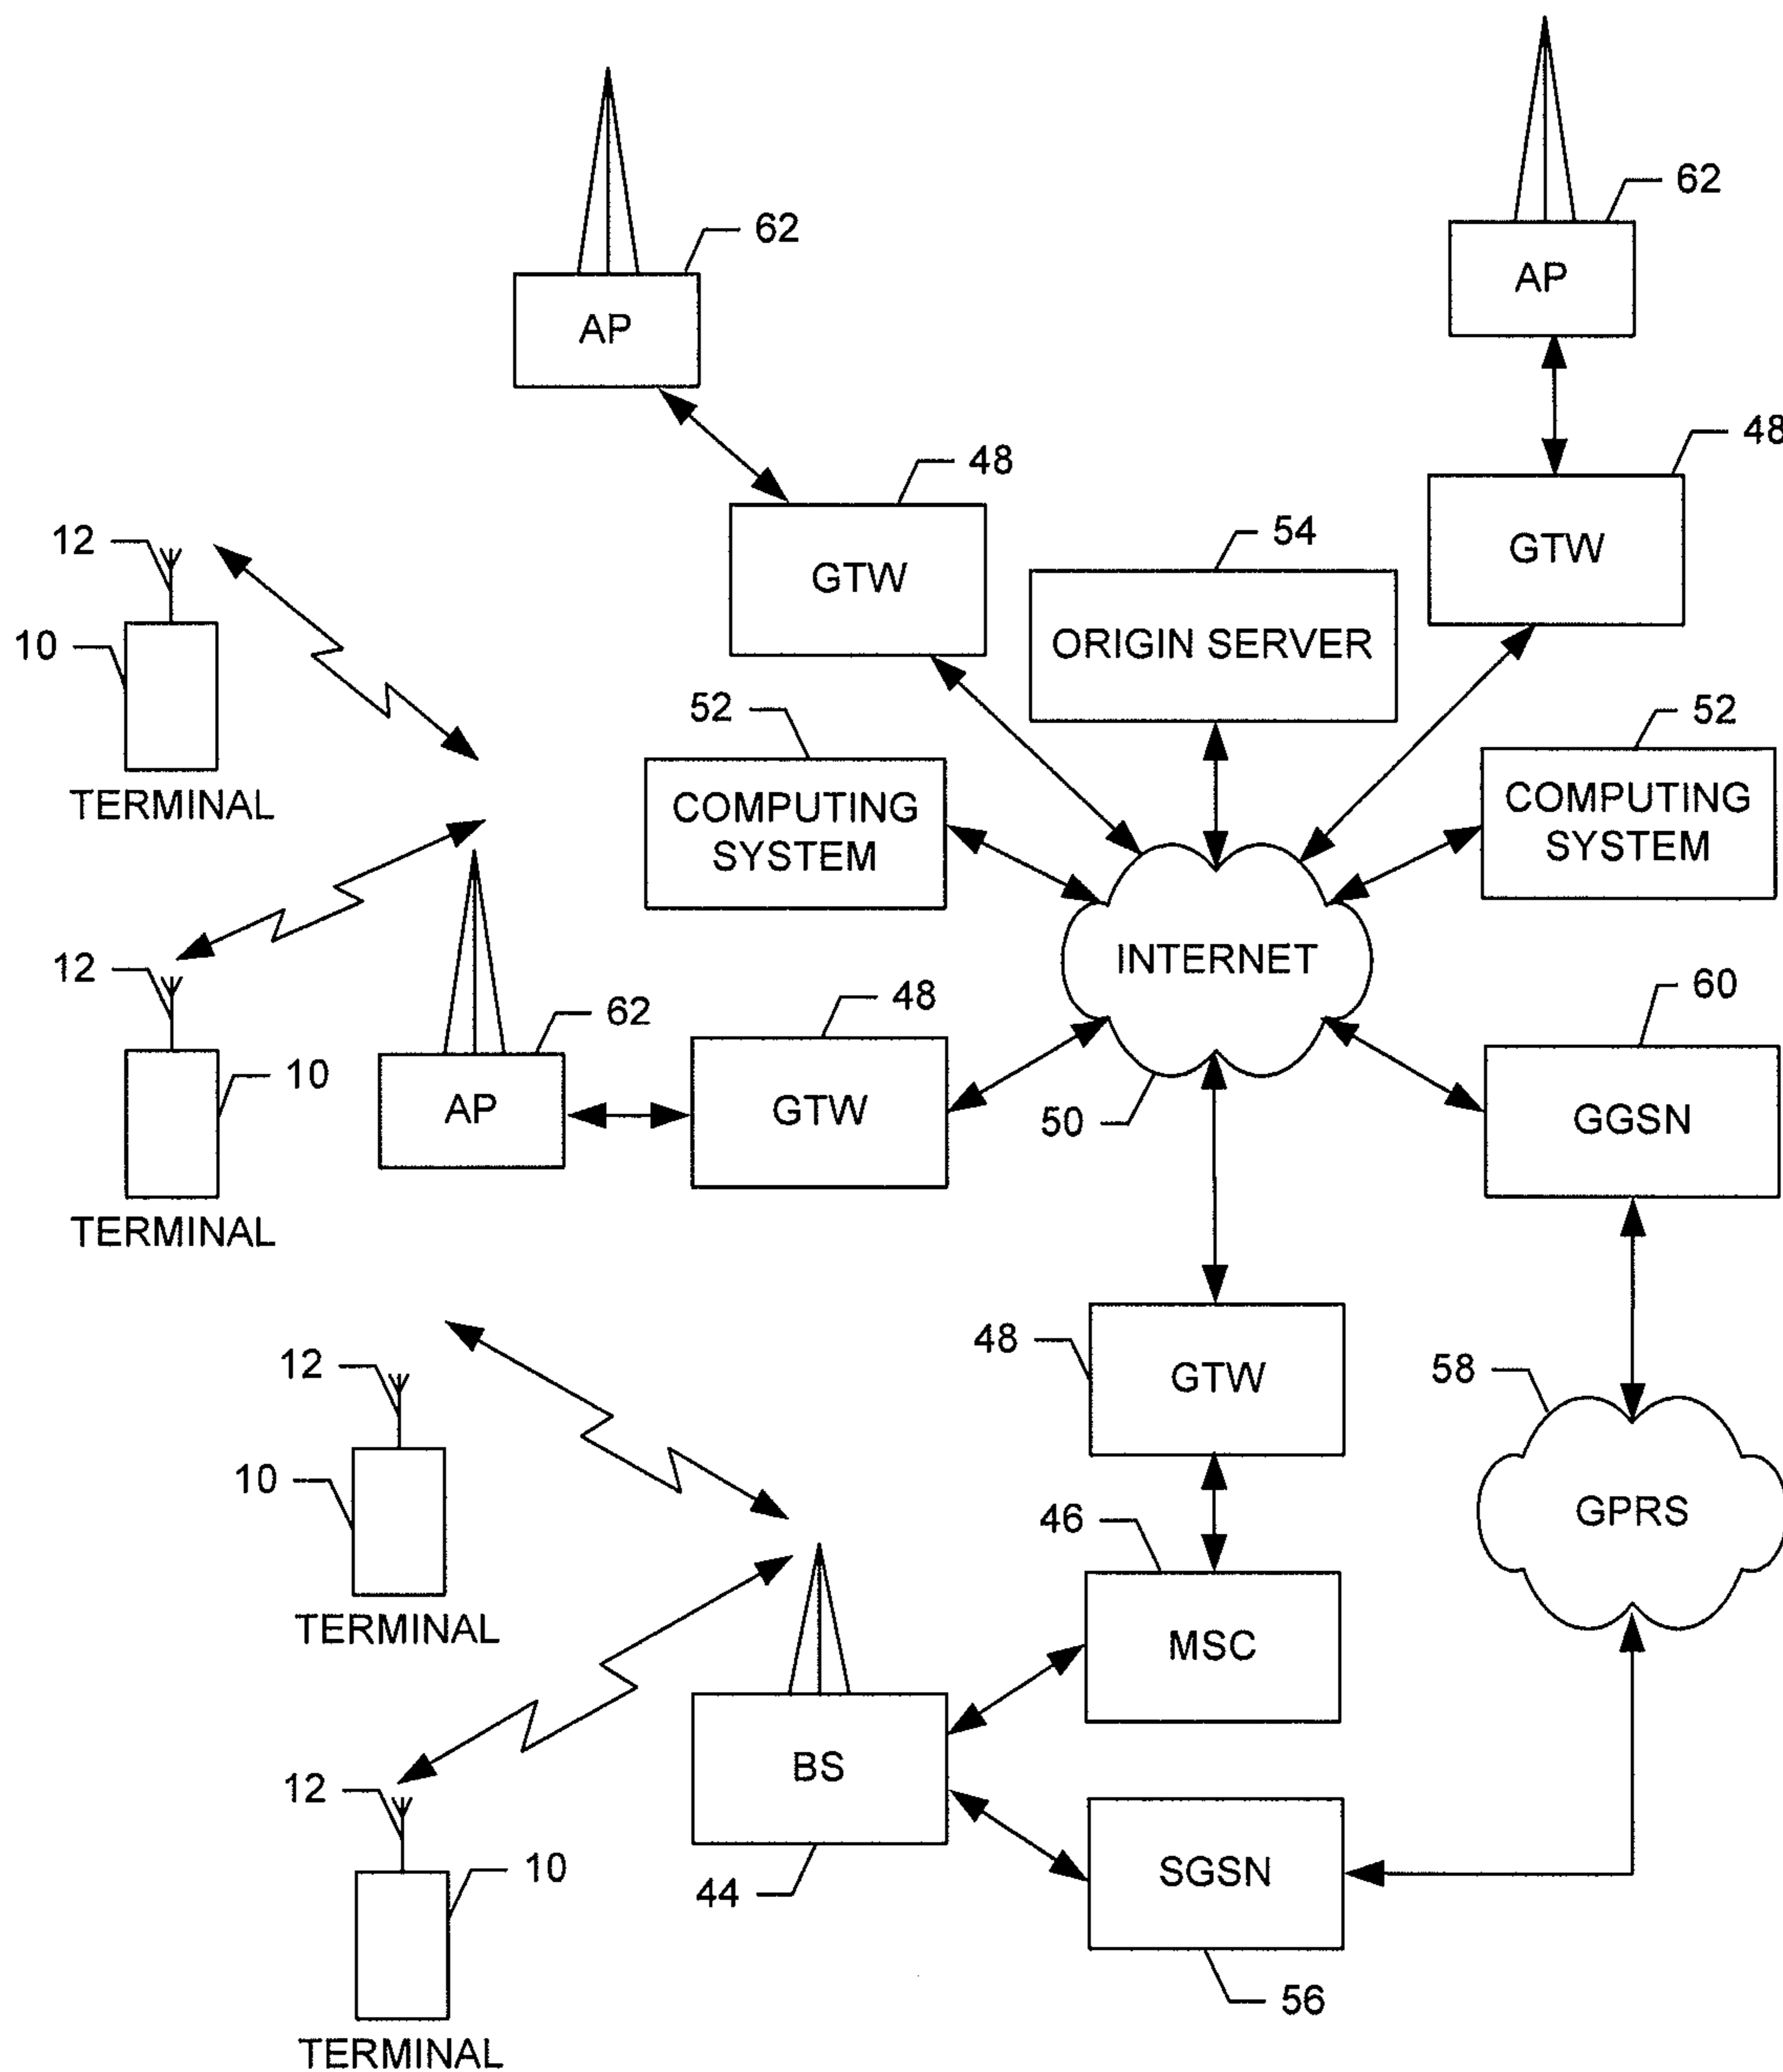 62
AP
62
AP
48
GTW
48
GTW
54
ORIGIN SERVER
12
10
TERMINAL
52
COMPUTING
SYSTEM
52
COMPUTING
SYSTEM
INTERNET
50
12
10
TERMINAL
62
AP
48
GTW
60
GGSN
48
GTW
58
GPRS
12
10
TERMINAL
46
MSC
BS
44
12
10
TERMINAL
SGSN
56